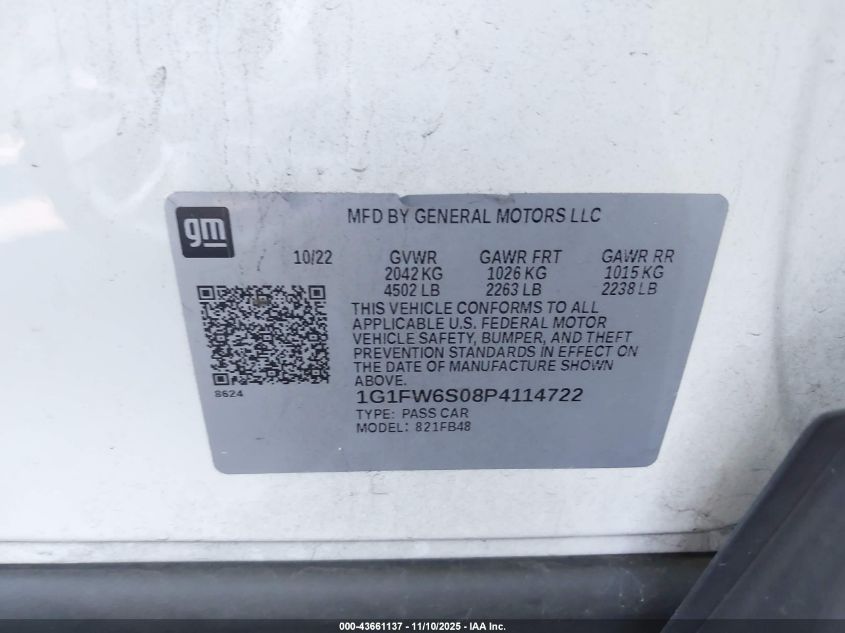 gm
MFD BY GENERAL MOTORS LLC
10/22 GVWR GAWR FRT GAWR RR
2042 KG 1026 KG 1015 KG
4502 LB 2263 LB 2238 LB
THIS VEHICLE CONFORMS TO ALL
APPLICABLE U.S. FEDERAL MOTOR
VEHICLE SAFETY, BUMPER, AND THEFT
PREVENTION STANDARDS IN EFFECT ON
THE DATE OF MANUFACTURE SHOWN
ABOVE.
8624
1G1FW6S08P4114722
TYPE: PASS CAR
MODEL: 821FB48
000-43661137 - 11/10/2025 - IAA Inc.